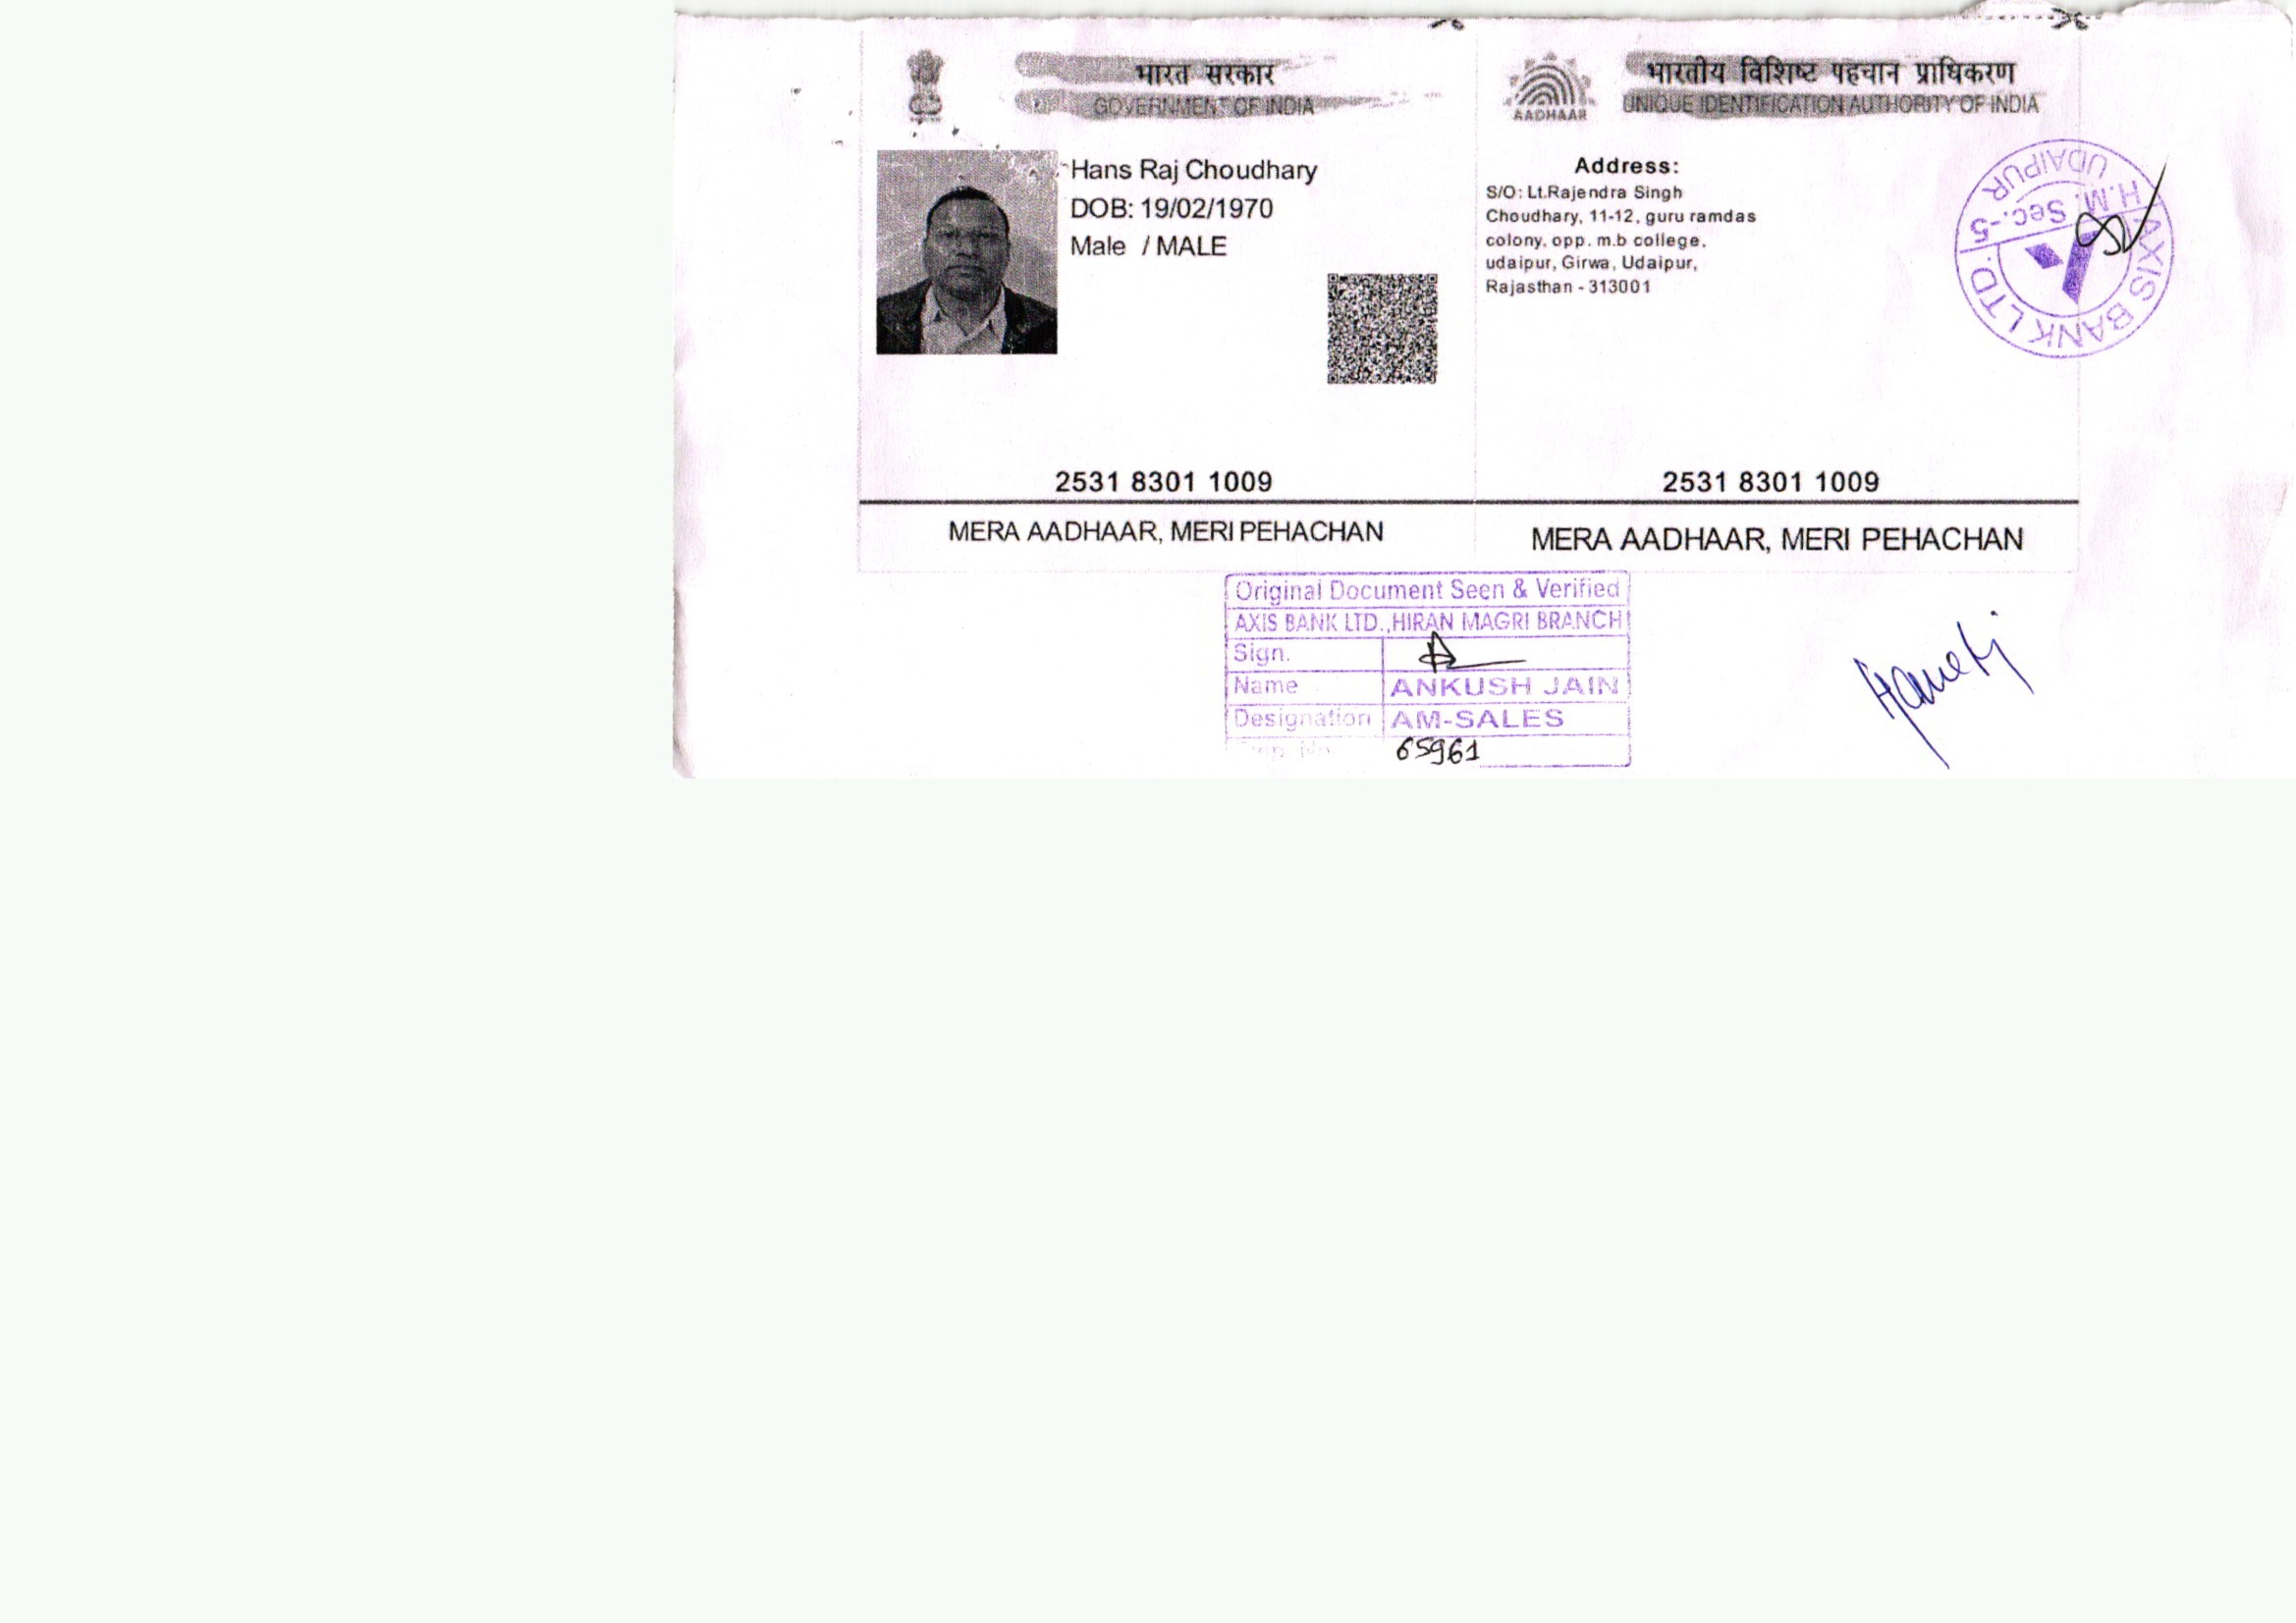 भारत सरकार
GOVERNMENT OF INDIA
Hans Raj Choudhary
DOB: 19/02/1970
Male / MALE
2531 8301 1009
MERA AADHAAR, MERI PEHACHAN
भारतीय विशिष्ट पहचान प्राधिकरण
UNIQUE IDENTIFICATION AUTHORITY OF INDIA
AADHAAR
Address:
S/O: Lt.Rajendra Singh
Choudhary, 11-12, guru ramdas
colony, opp. m.b college,
udaipur, Girwa, Udaipur,
Rajasthan - 313001
2531 8301 1009
MERA AADHAAR, MERI PEHACHAN
AXIS BANK LTD.
H.M. Sec.-5
UDAIPUR
Original Document Seen & Verified
AXIS BANK LTD.,HIRAN MAGRI BRANCH
Sign.
Name ANKUSH JAIN
Designation AM-SALES
No 65961